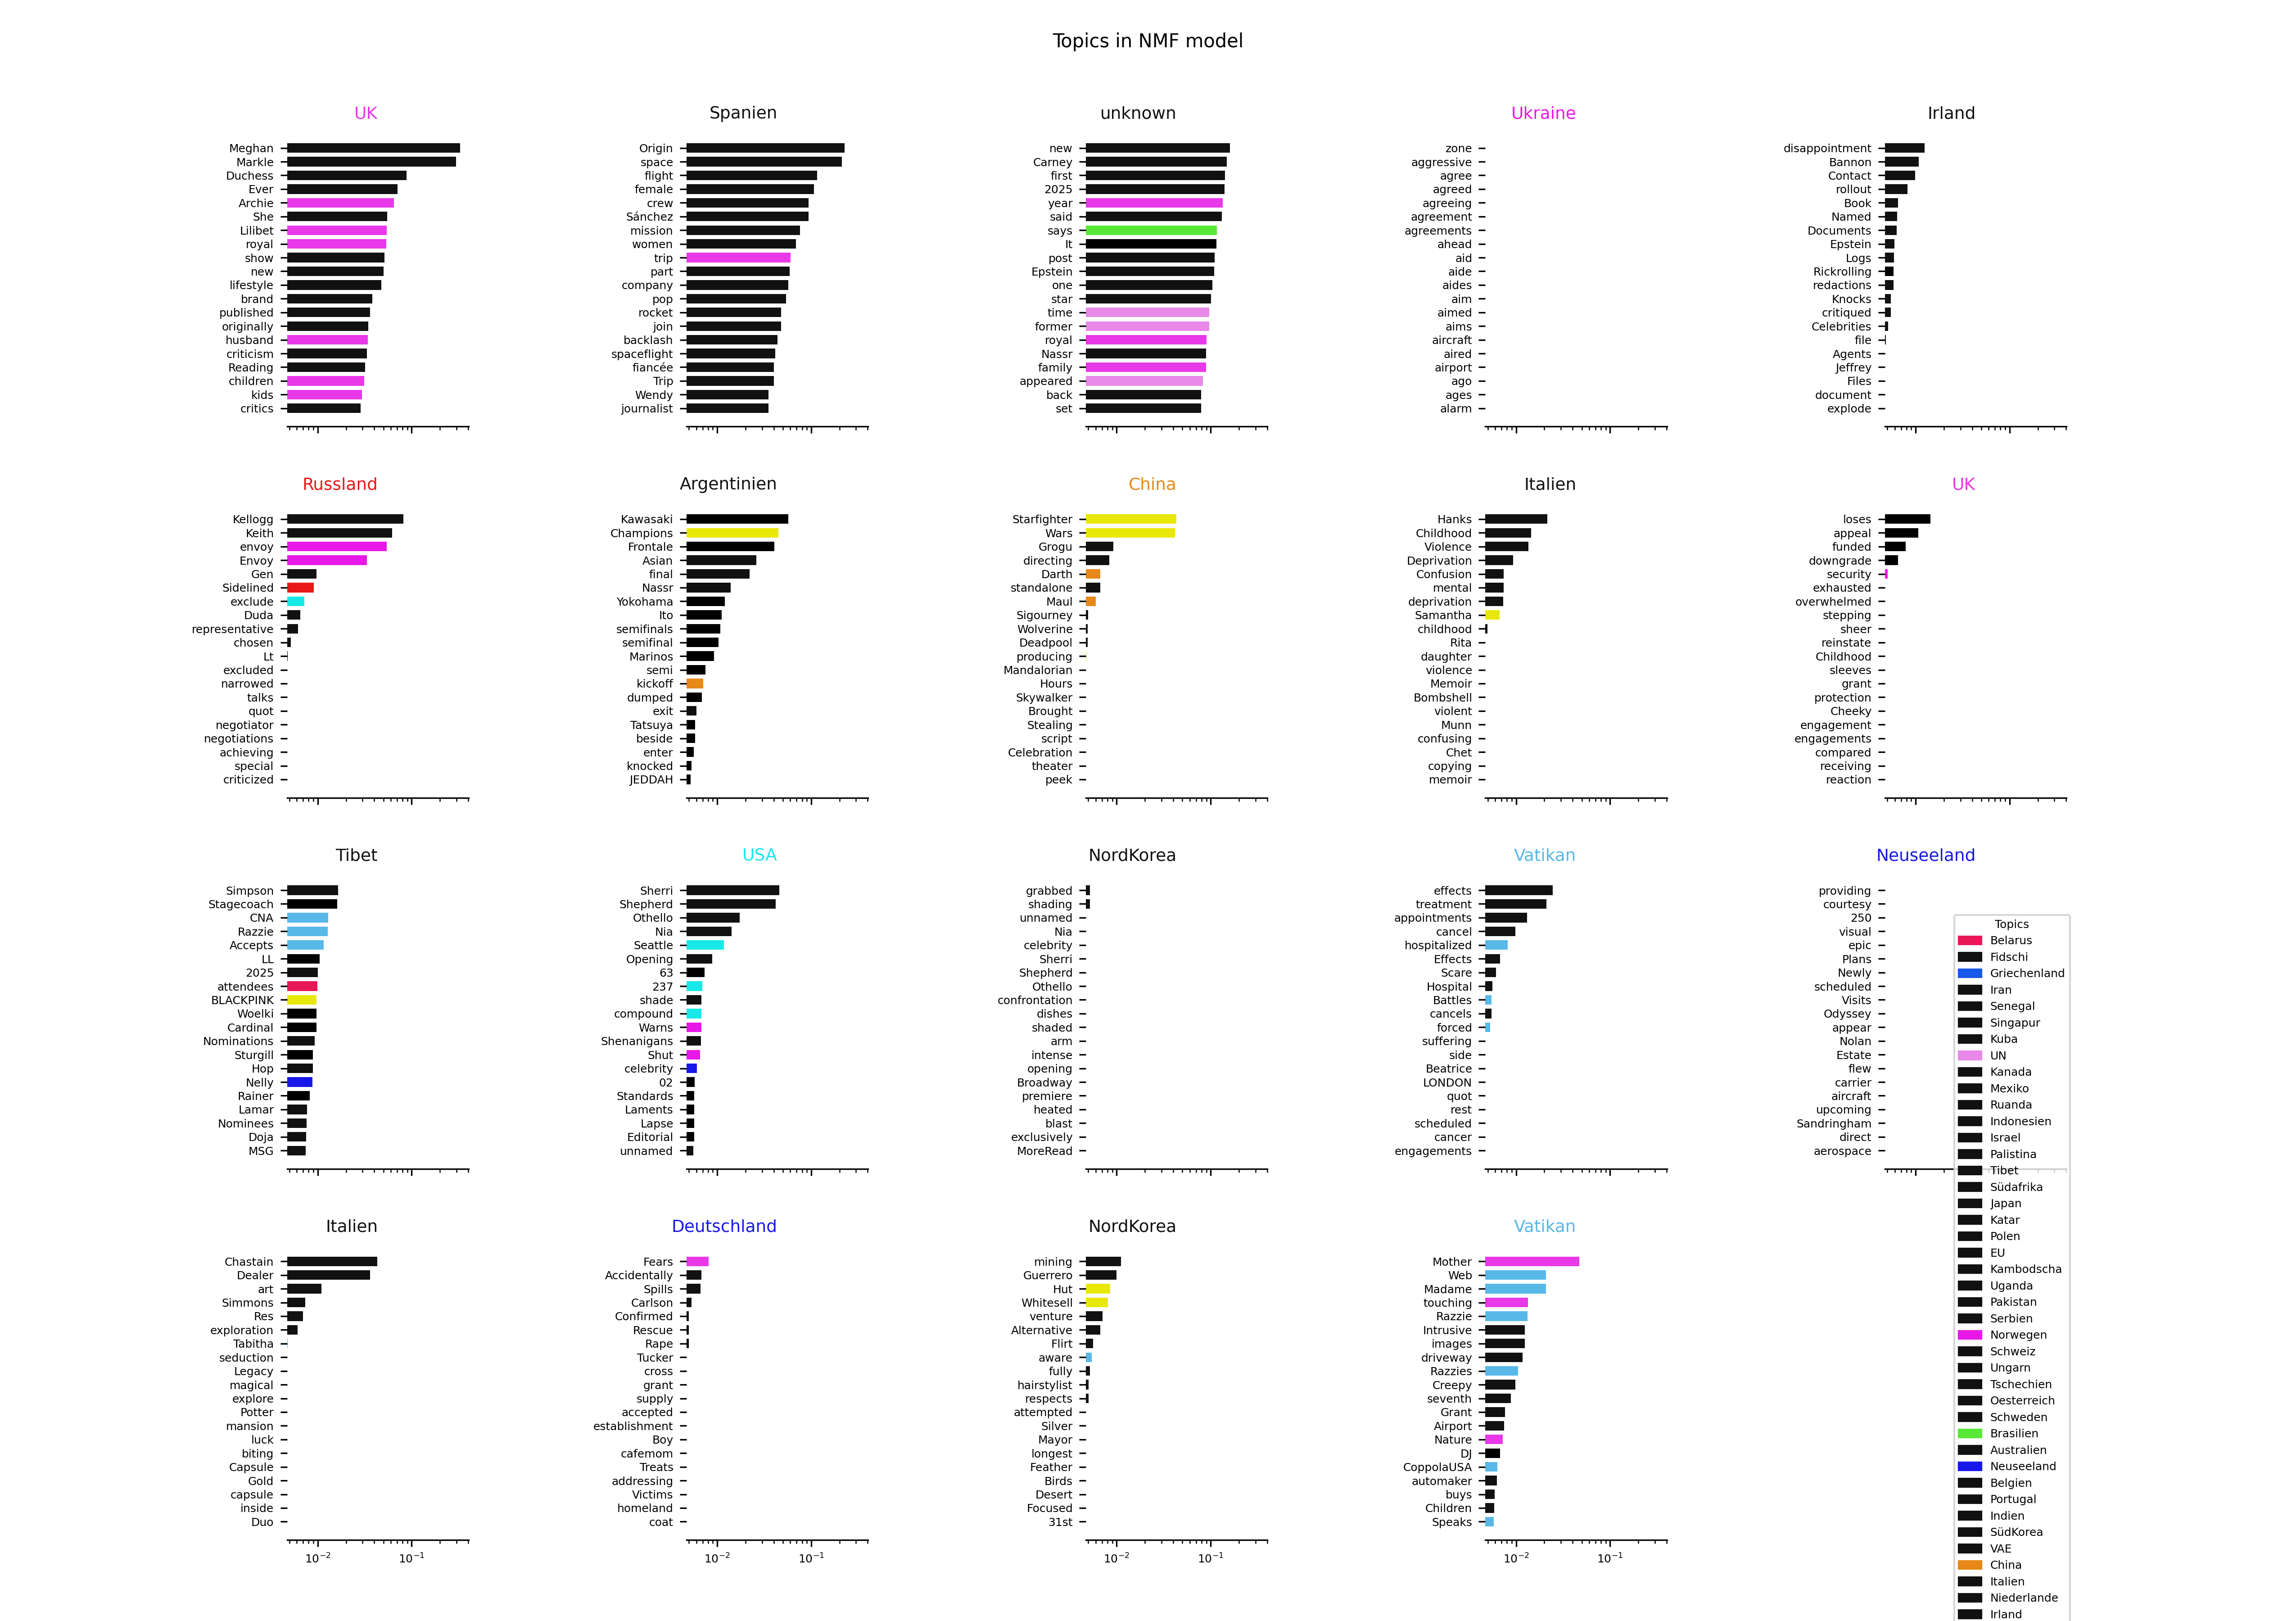 Topics in NMF model
UK
Meghan
Markle
Duchess
Ever
Archie
She
Lilibet
royal
show
new
lifestyle
brand
published
originally
husband
criticism
Reading
children
kids
critics
Spanien
Origin
space
flight
female
crew
Sánchez
mission
women
trip
part
company
pop
rocket
join
backlash
spaceflight
fiancée
Trip
Wendy
journalist
unknown
new
Carney
first
2025
year
said
says
It
post
Epstein
one
star
time
former
royal
Nassr
family
appeared
back
set
Ukraine
zone
aggressive
agree
agreed
agreeing
agreement
agreements
ahead
aid
aide
aides
aim
aimed
aims
aircraft
aired
airport
ago
ages
alarm
Irland
disappointment
Bannon
Contact
rollout
Book
Named
Documents
Epstein
Logs
Rickrolling
redactions
Knocks
critiqued
Celebrities
file
Agents
Jeffrey
Files
document
explode
Russland
Kellogg
Keith
envoy
Envoy
Gen
Sidelined
exclude
Duda
representative
chosen
Lt
excluded
narrowed
talks
quot
negotiator
negotiations
achieving
special
criticized
Argentinien
Kawasaki
Champions
Frontale
Asian
final
Nassr
Yokohama
Ito
semifinals
semifinal
Marinos
semi
kickoff
dumped
exit
Tatsuya
beside
enter
knocked
JEDDAH
China
Starfighter
Wars
Grogu
directing
Darth
standalone
Maul
Sigourney
Wolverine
Deadpool
producing
Mandalorian
Hours
Skywalker
Brought
Stealing
script
Celebration
theater
peek
Italien
Hanks
Childhood
Violence
Deprivation
Confusion
mental
deprivation
Samantha
childhood
Rita
daughter
violence
Memoir
Bombshell
violent
Munn
confusing
Chet
copying
memoir
UK
loses
appeal
funded
downgrade
security
exhausted
overwhelmed
stepping
sheer
reinstate
Childhood
sleeves
grant
protection
Cheeky
engagement
engagements
compared
receiving
reaction
Tibet
Simpson
Stagecoach
CNA
Razzie
Accepts
LL
2025
attendees
BLACKPINK
Woelki
Cardinal
Nominations
Sturgill
Hop
Nelly
Rainer
Lamar
Nominees
Doja
MSG
USA
Sherri
Shepherd
Othello
Nia
Seattle
Opening
63
237
shade
compound
Warns
Shenanigans
Shut
celebrity
02
Standards
Laments
Lapse
Editorial
unnamed
NordKorea
grabbed
shading
unnamed
Nia
celebrity
Sherri
Shepherd
Othello
confrontation
dishes
shaded
arm
intense
opening
Broadway
premiere
heated
blast
exclusively
MoreRead
Vatikan
effects
treatment
appointments
cancel
hospitalized
Effects
Scare
Hospital
Battles
cancels
forced
suffering
side
Beatrice
LONDON
quot
rest
scheduled
cancer
engagements
Neuseeland
providing
courtesy
250
visual
epic
Plans
Newly
scheduled
Visits
Odyssey
appear
Nolan
Estate
flew
carrier
aircraft
upcoming
Sandringham
direct
aerospace
Italien
Chastain
Dealer
art
Simmons
Res
exploration
Tabitha
seduction
Legacy
magical
explore
Potter
mansion
luck
biting
Capsule
Gold
capsule
inside
Duo
10⁻² 10⁻¹
Deutschland
Fears
Accidentally
Spills
Carlson
Confirmed
Rescue
Rape
Tucker
cross
grant
supply
accepted
establishment
Boy
cafemom
Treats
addressing
Victims
homeland
coat
10⁻² 10⁻¹
NordKorea
mining
Guerrero
Hut
Whitesell
venture
Alternative
Flirt
aware
fully
hairstylist
respects
attempted
Silver
Mayor
longest
Feather
Birds
Desert
Focused
31st
10⁻² 10⁻¹
Vatikan
Mother
Web
Madame
touching
Razzie
Intrusive
images
driveway
Razzies
Creepy
seventh
Grant
Airport
Nature
DJ
CoppolaUSA
automaker
buys
Children
Speaks
10⁻² 10⁻¹
Topics
Belarus
Fidschi
Griechenland
Iran
Senegal
Singapur
Kuba
UN
Kanada
Mexiko
Ruanda
Indonesien
Israel
Palistina
Tibet
Südafrika
Japan
Katar
Polen
EU
Kambodscha
Uganda
Pakistan
Serbien
Norwegen
Schweiz
Ungarn
Tschechien
Oesterreich
Schweden
Brasilien
Australien
Neuseeland
Belgien
Portugal
Indien
SüdKorea
VAE
China
Italien
Niederlande
Irland